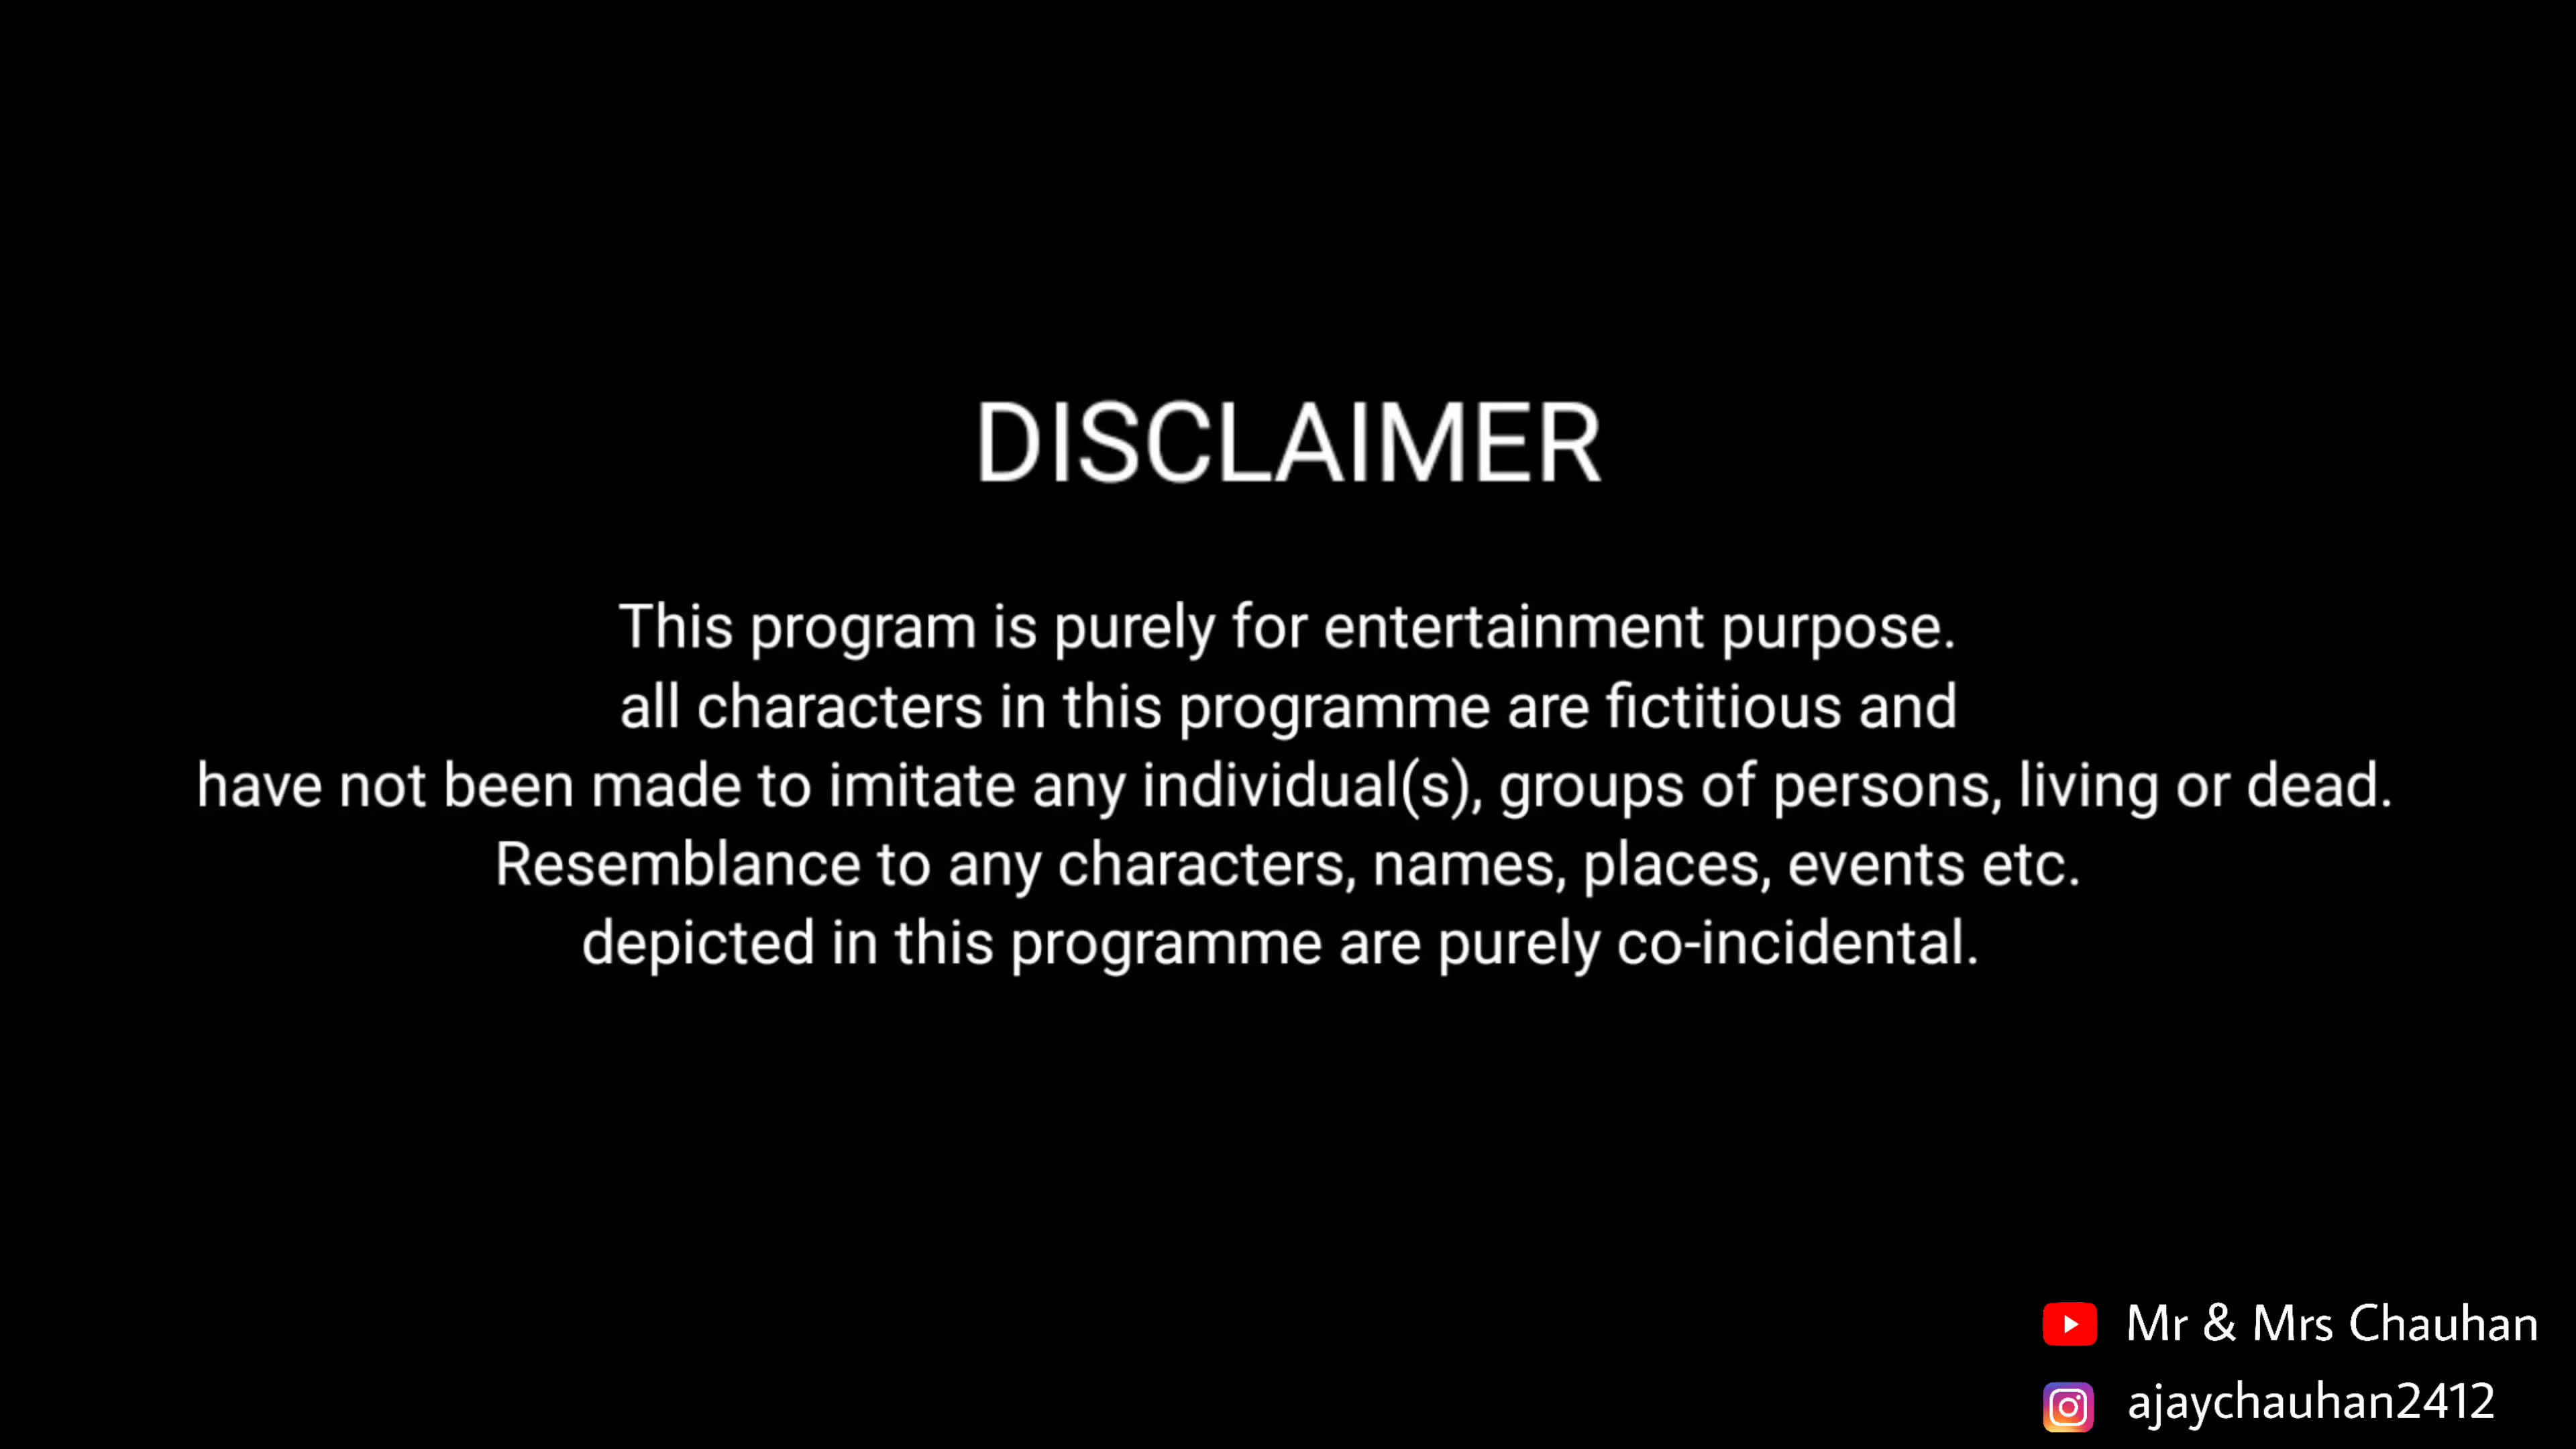 DISCLAIMER
This program is purely for entertainment purpose.
all characters in this programme are fictitious and
have not been made to imitate any individual(s), groups of persons, living or dead.
Resemblance to any characters, names, places, events etc.
depicted in this programme are purely co-incidental.
Mr & Mrs Chauhan
ajaychauhan2412